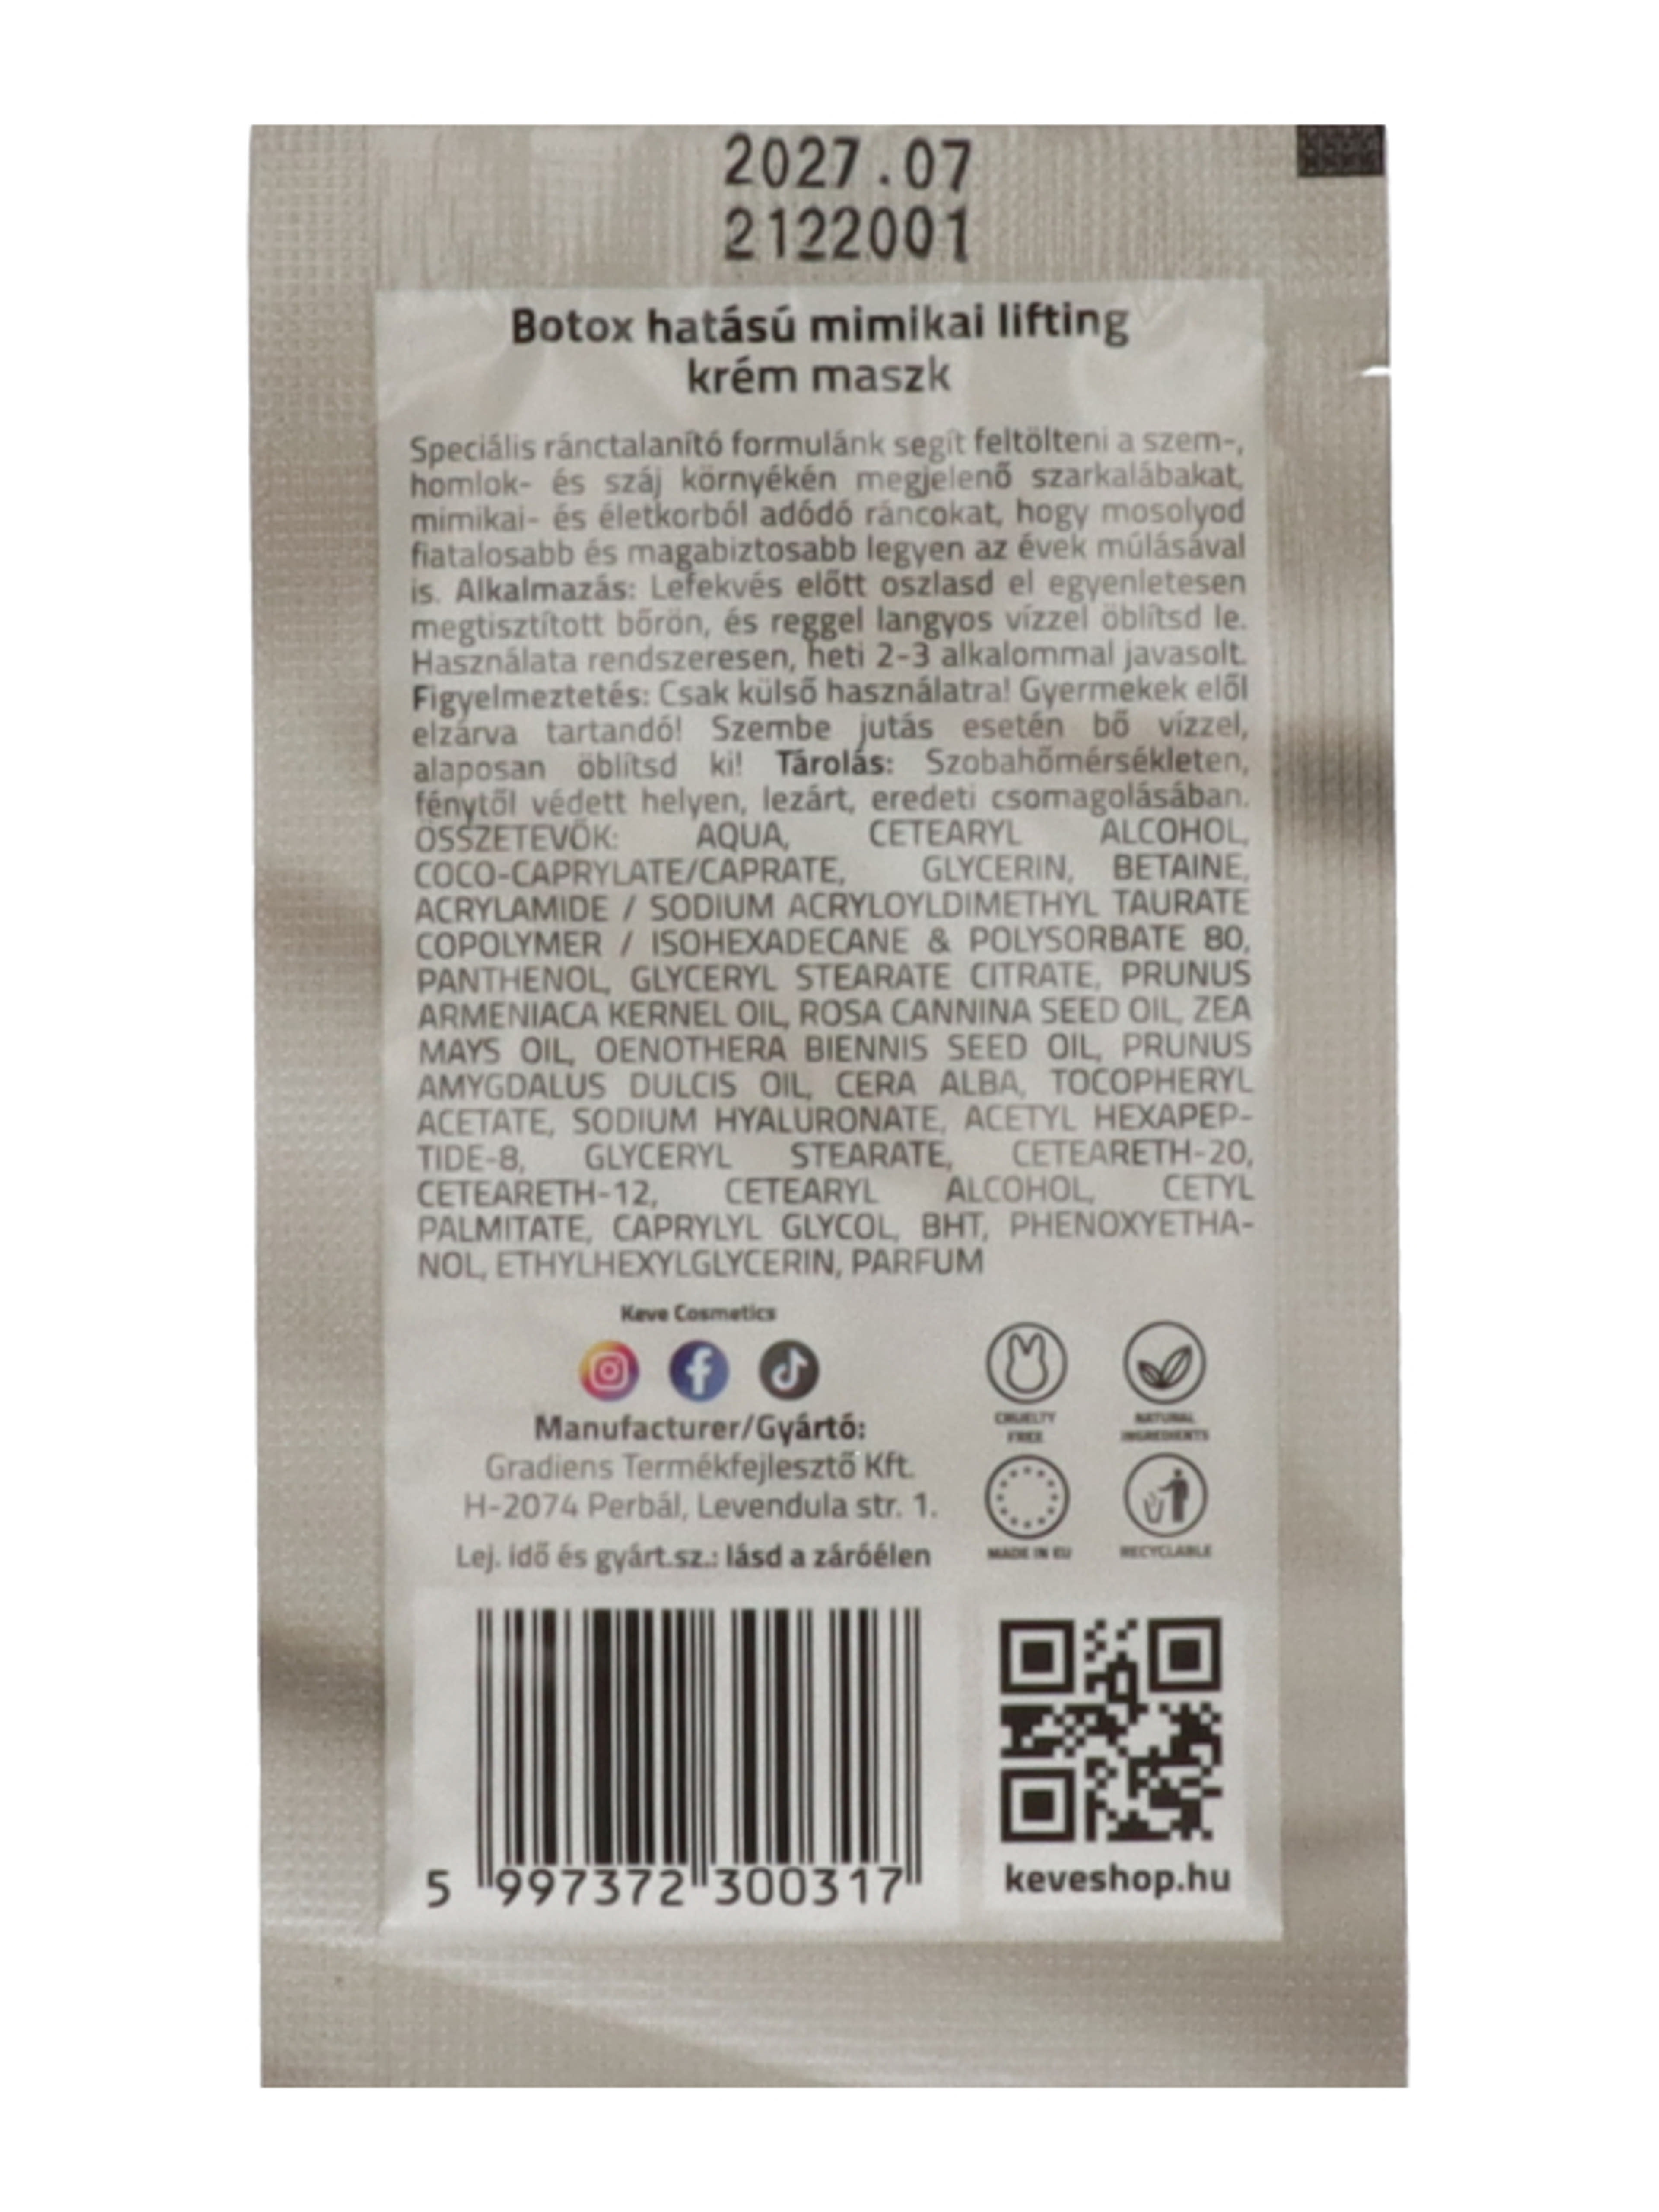 2027.07
2122001
Botox hatású mimikai lifting
krém maszk
Speciális ránctalanító formulánk segít feltölteni a szem-,
homlok- és száj környékén megjelenő szarkalábakat,
mimikai- és életkorból adódó ráncokat, hogy mosolyod
fiatalosabb és magabiztosabb legyen az évek múlásával
is. Alkalmazás: Lefekvés előtt oszlasd el egyenletesen
megtisztított bőrön, és reggel langyos vízzel öblítsd le.
Használata rendszeresen, heti 2-3 alkalommal javasolt.
Figyelmeztetés: Csak külső használatra! Gyermekek elől
elzárva tartandó! Szembe jutás esetén bő vízzel,
alaposan öblítsd ki! Tárolás: Szobahőmérsékleten,
fénytől védett helyen, lezárt, eredeti csomagolásában.
ÖSSZETEVŐK: AQUA, CETEARYL ALCOHOL,
COCO-CAPRYLATE/CAPRATE, GLYCERIN, BETAINE,
ACRYLAMIDE / SODIUM ACRYLOYLDIMETHYL TAURATE
COPOLYMER / ISOHEXADECANE & POLYSORBATE 80,
PANTHENOL, GLYCERYL STEARATE CITRATE, PRUNUS
ARMENIACA KERNEL OIL, ROSA CANNINA SEED OIL, ZEA
MAYS OIL, OENOTHERA BIENNIS SEED OIL, PRUNUS
AMYGDALUS DULCIS OIL, CERA ALBA, TOCOPHERYL
ACETATE, SODIUM HYALURONATE, ACETYL HEXAPEP-
TIDE-8, GLYCERYL STEARATE, CETEARETH-20,
CETEARETH-12, CETEARYL ALCOHOL, CETYL
PALMITATE, CAPRYLYL GLYCOL, BHT, PHENOXYETHA-
NOL, ETHYLHEXYLGLYCERIN, PARFUM
Keve Cosmetics
Manufacturer/Gyártó:
Gradiens Termékfejlesztő Kft.
H-2074 Perbál, Levendula str. 1.
Lej. idő és gyárt.sz.: lásd a záróélen
CRUELTY
FREE
NATURAL
INGREDIENTS
MADE IN EU
RECYCLABLE
5 997372 300317
keveshop.hu